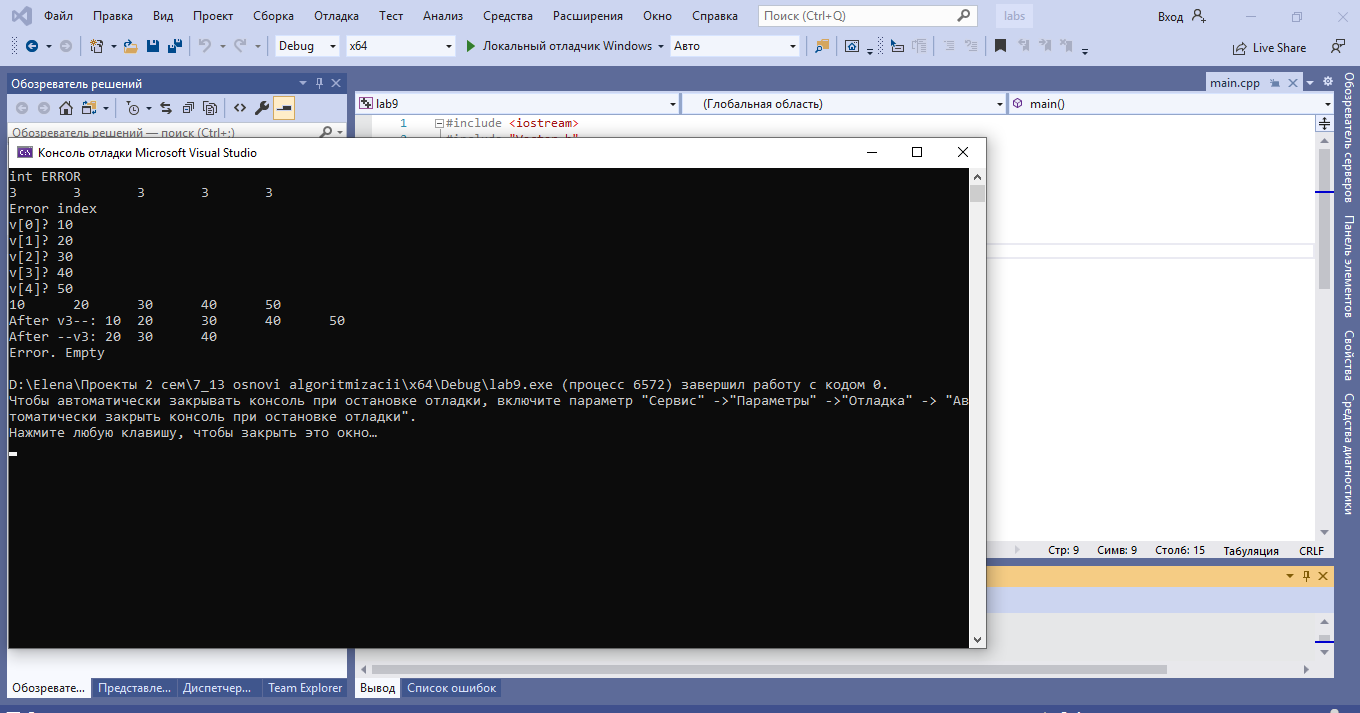 Файл Правка Вид Проект Сборка Отладка Тест Анализ Средства Расширения Окно Справка Поиск (Ctrl+Q) labs Вход
Debug x64 Локальный отладчик Windows Авто Live Share
Обозреватель решений
main.cpp
lab9 (Глобальная область) main()
Обозреватель решений — поиск (Ctrl+;)
1 #include <iostream>
Консоль отладки Microsoft Visual Studio
int ERROR
3 3 3 3 3
Error index
v[0]? 10
v[1]? 20
v[2]? 30
v[3]? 40
v[4]? 50
10 20 30 40 50
After v3--: 10 20 30 40 50
After --v3: 20 30 40
Error. Empty
D:\Elena\Проекты 2 сем\7_13 osnovi algoritmizacii\x64\Debug\lab9.exe (процесс 6572) завершил работу с кодом 0.
Чтобы автоматически закрывать консоль при остановке отладки, включите параметр "Сервис" ->"Параметры" ->"Отладка" -> "Ав
томатически закрыть консоль при остановке отладки".
Нажмите любую клавишу, чтобы закрыть это окно…
Обозреватель серверов
Панель элементов
Свойства
Средства диагностики
Стр: 9 Симв: 9 Столб: 15 Табуляция CRLF
Обозревате... Представле... Диспетчер... Team Explorer
Вывод Список ошибок